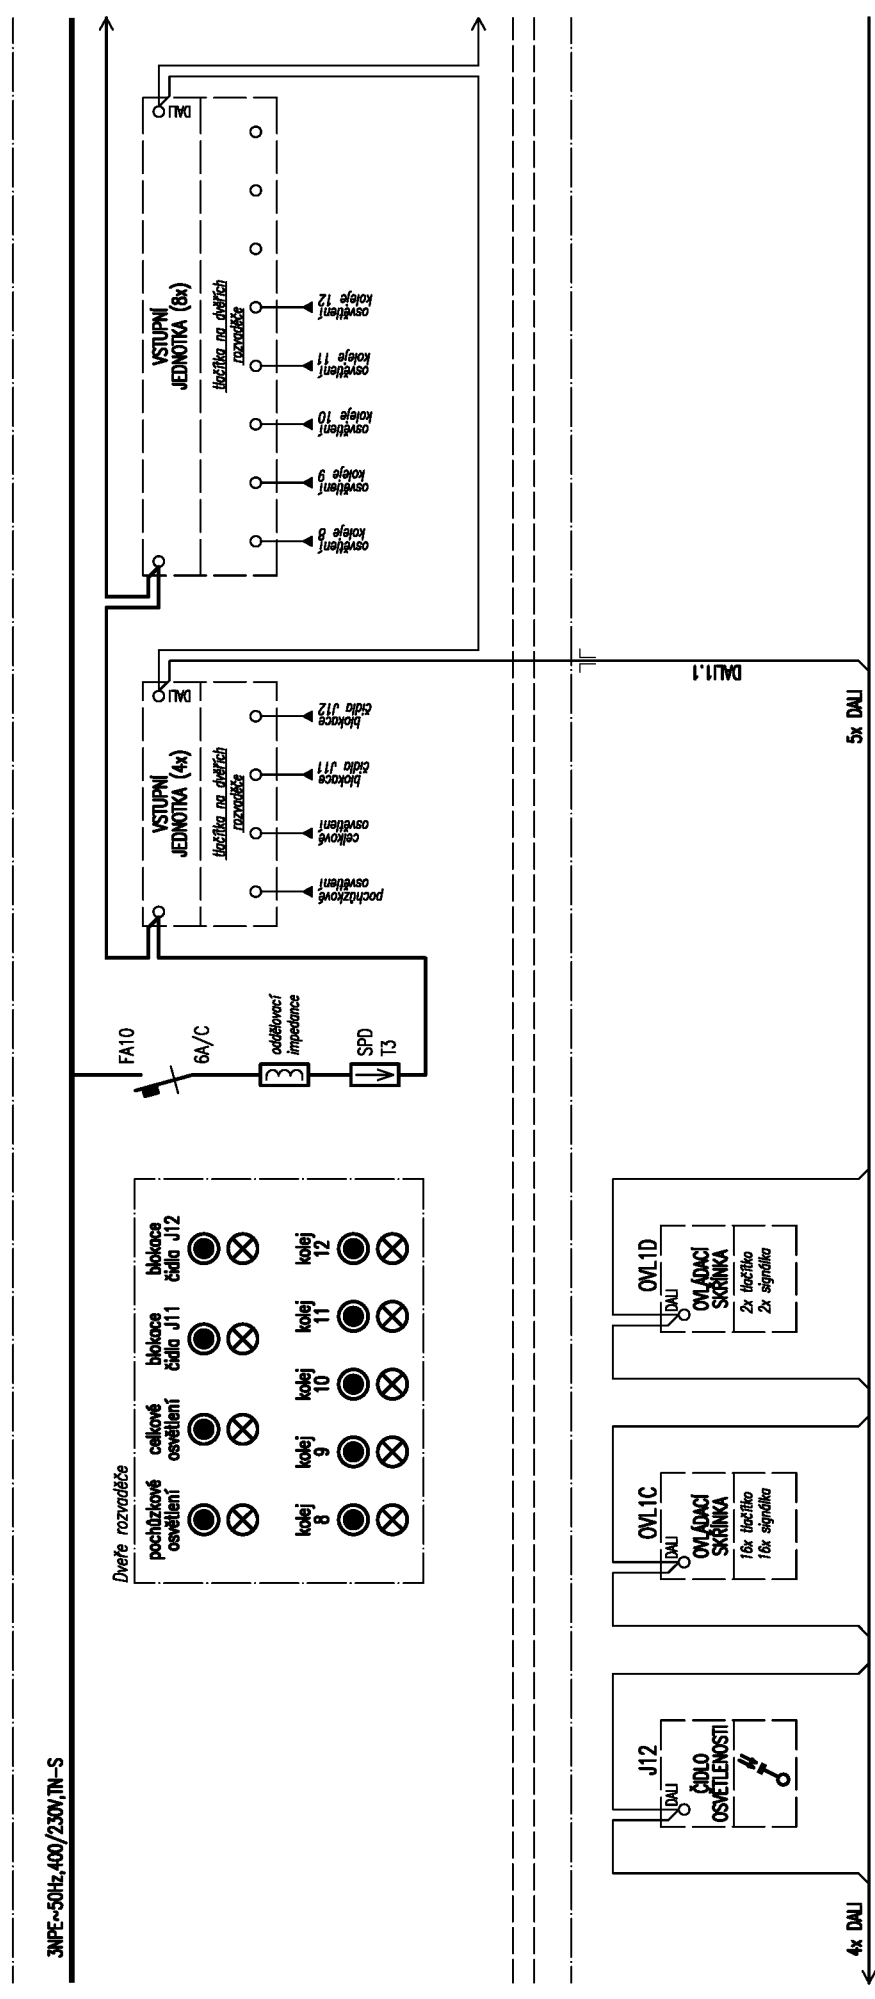 3NPE~50Hz,400/230V,TN-S
Dveře rozvaděče
pochůzkové
osvětlení
celkové
osvětlení
blokace
čidla J11
blokace
čidla J12
kolej
8
kolej
9
kolej
10
kolej
11
kolej
12
FA10
6A/C
oddělovací
impedance
SPD
T3
VSTUPNÍ
JEDNOTKA (4x)
DALI
tlačítka na dveřích
rozvaděče
pochůzkové
osvětlení
celkové
osvětlení
blokace
čidla J11
blokace
čidla J12
VSTUPNÍ
JEDNOTKA (8x)
DALI
tlačítka na dveřích
rozvaděče
osvětlení
koleje 8
osvětlení
koleje 9
osvětlení
koleje 10
osvětlení
koleje 11
osvětlení
koleje 12
DALI1.1
4x DALI
J12
DALI
ČIDLO
OSVĚTLENOSTI
OVL1C
DALI
OVLÁDACÍ
SKŘÍNKA
16x tlačítko
16x signálka
OVL1D
DALI
OVLÁDACÍ
SKŘÍNKA
2x tlačítko
2x signálka
5x DALI